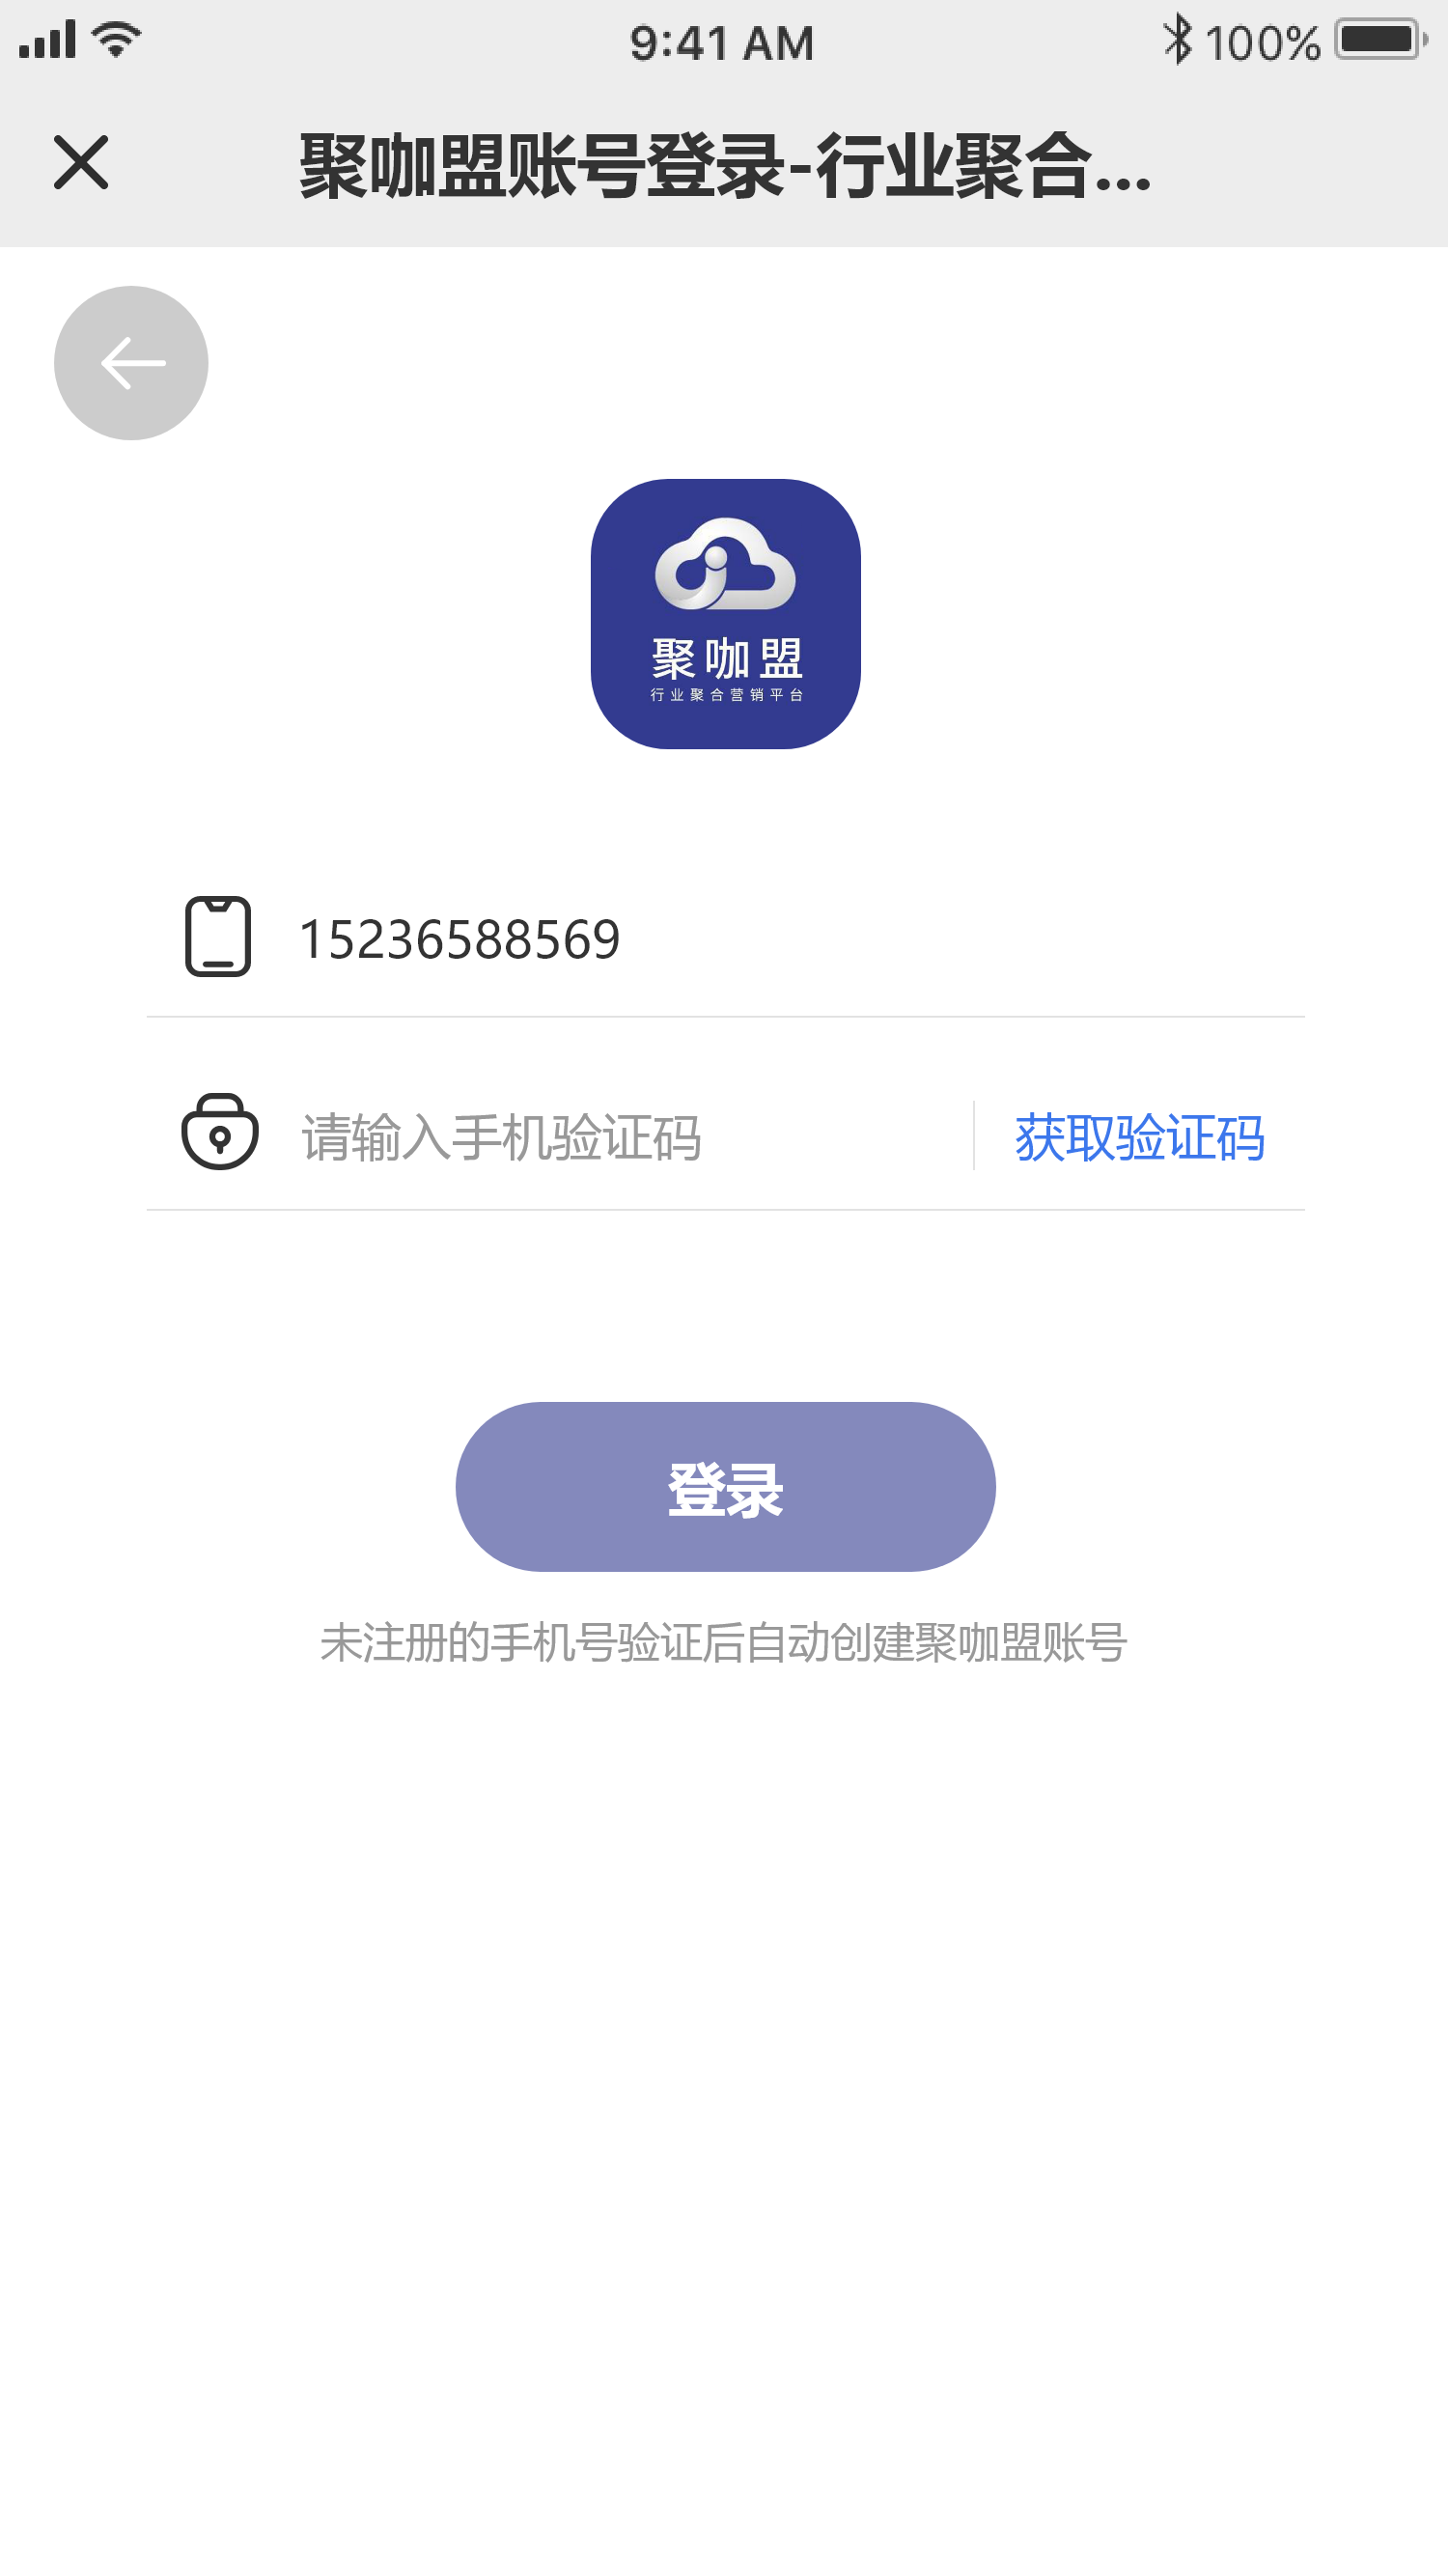 9:41 AM
100%
聚咖盟账号登录-行业聚合...
聚咖盟
行业聚合营销平台
15236588569
请输入手机验证码
获取验证码
登录
未注册的手机号验证后自动创建聚咖盟账号